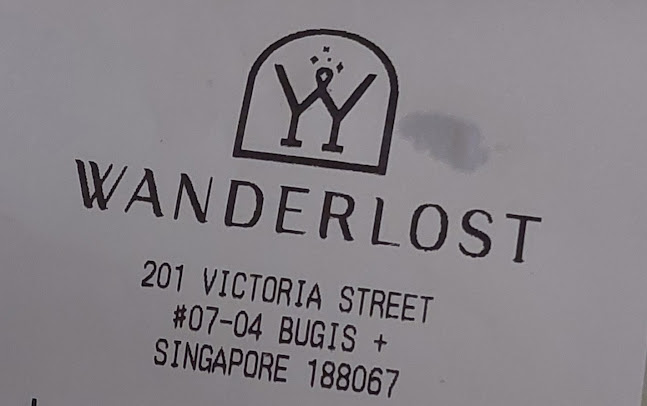 WANDERLOST
201 VICTORIA STREET
#07-04 BUGIS +
SINGAPORE 188067